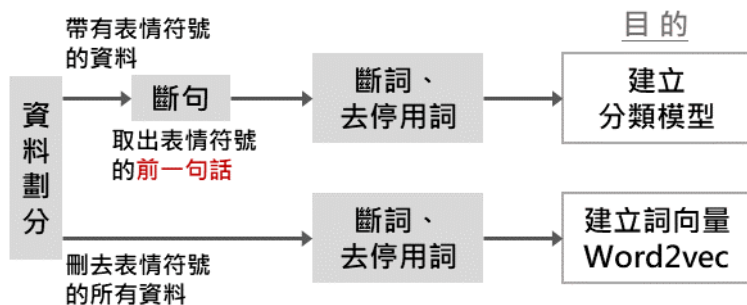 帶有表情符號
的資料
目的
資料劃分
斷句
斷詞、
去停用詞
建立
分類模型
取出表情符號
的前一句話
斷詞、
去停用詞
建立詞向量
Word2vec
刪去表情符號
的所有資料